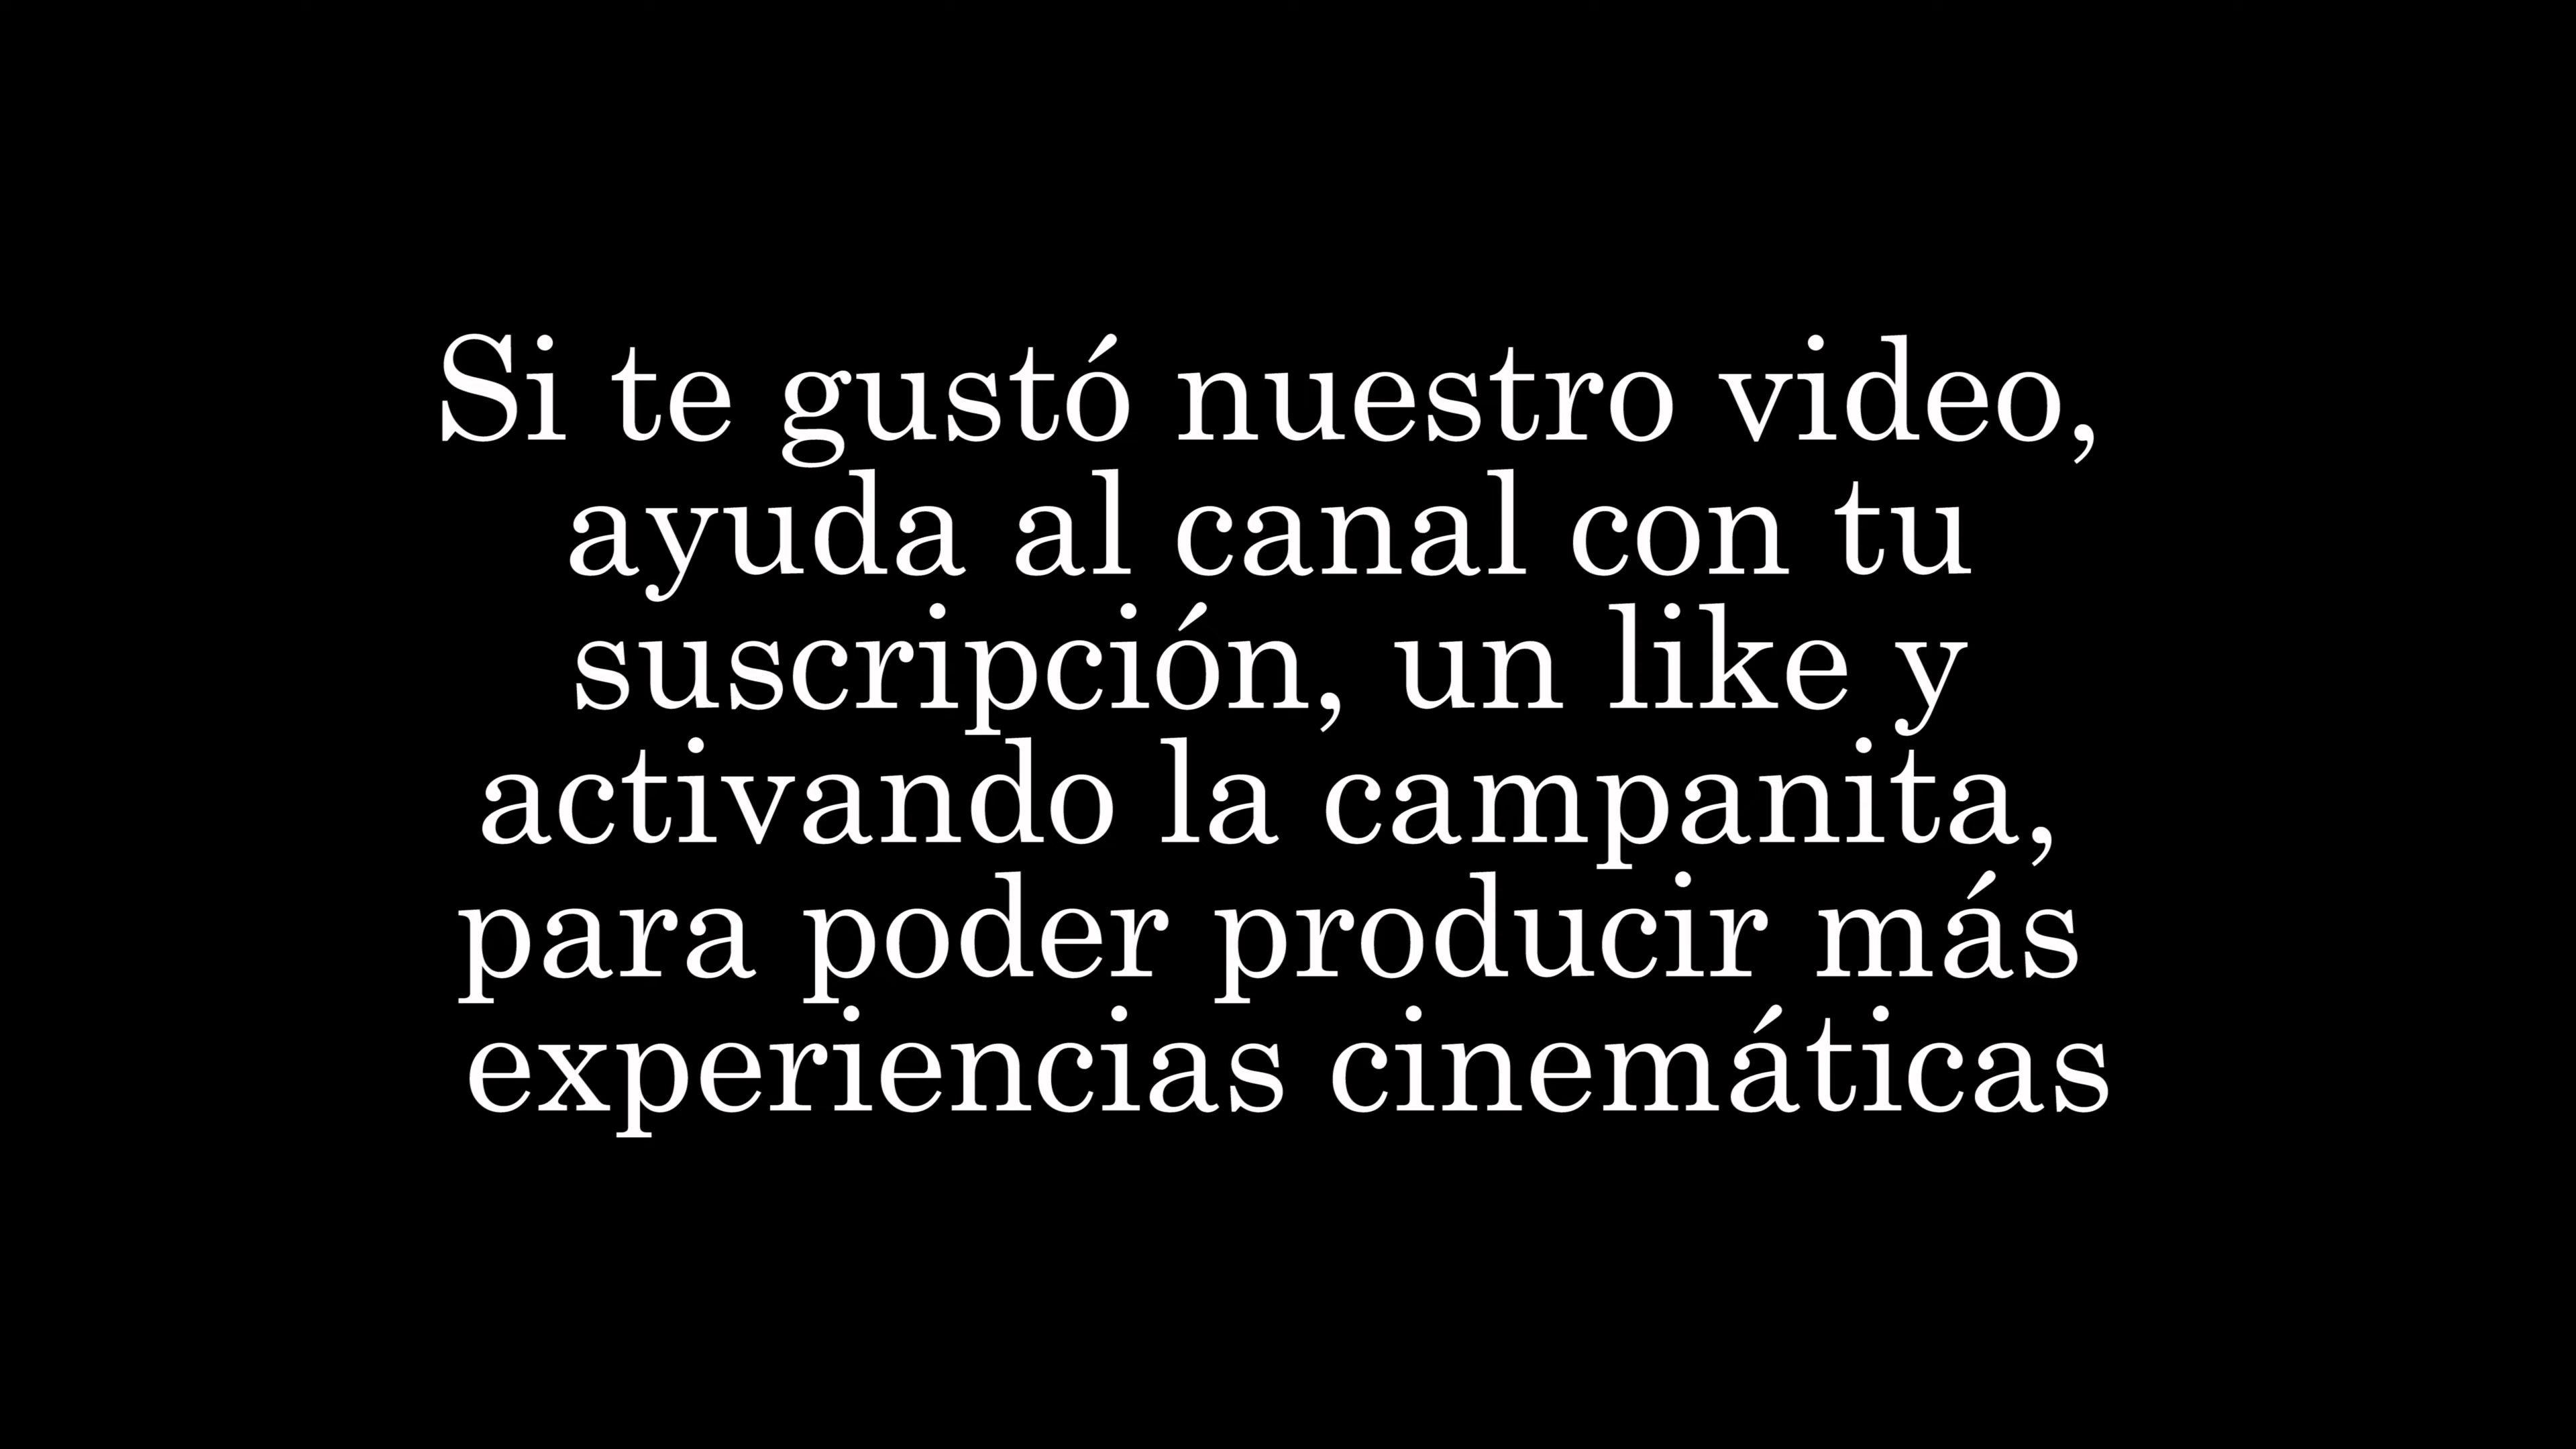 Si te gustó nuestro video,
ayuda al canal con tu
suscripción, un like y
activando la campanita,
para poder producir más
experiencias cinemáticas